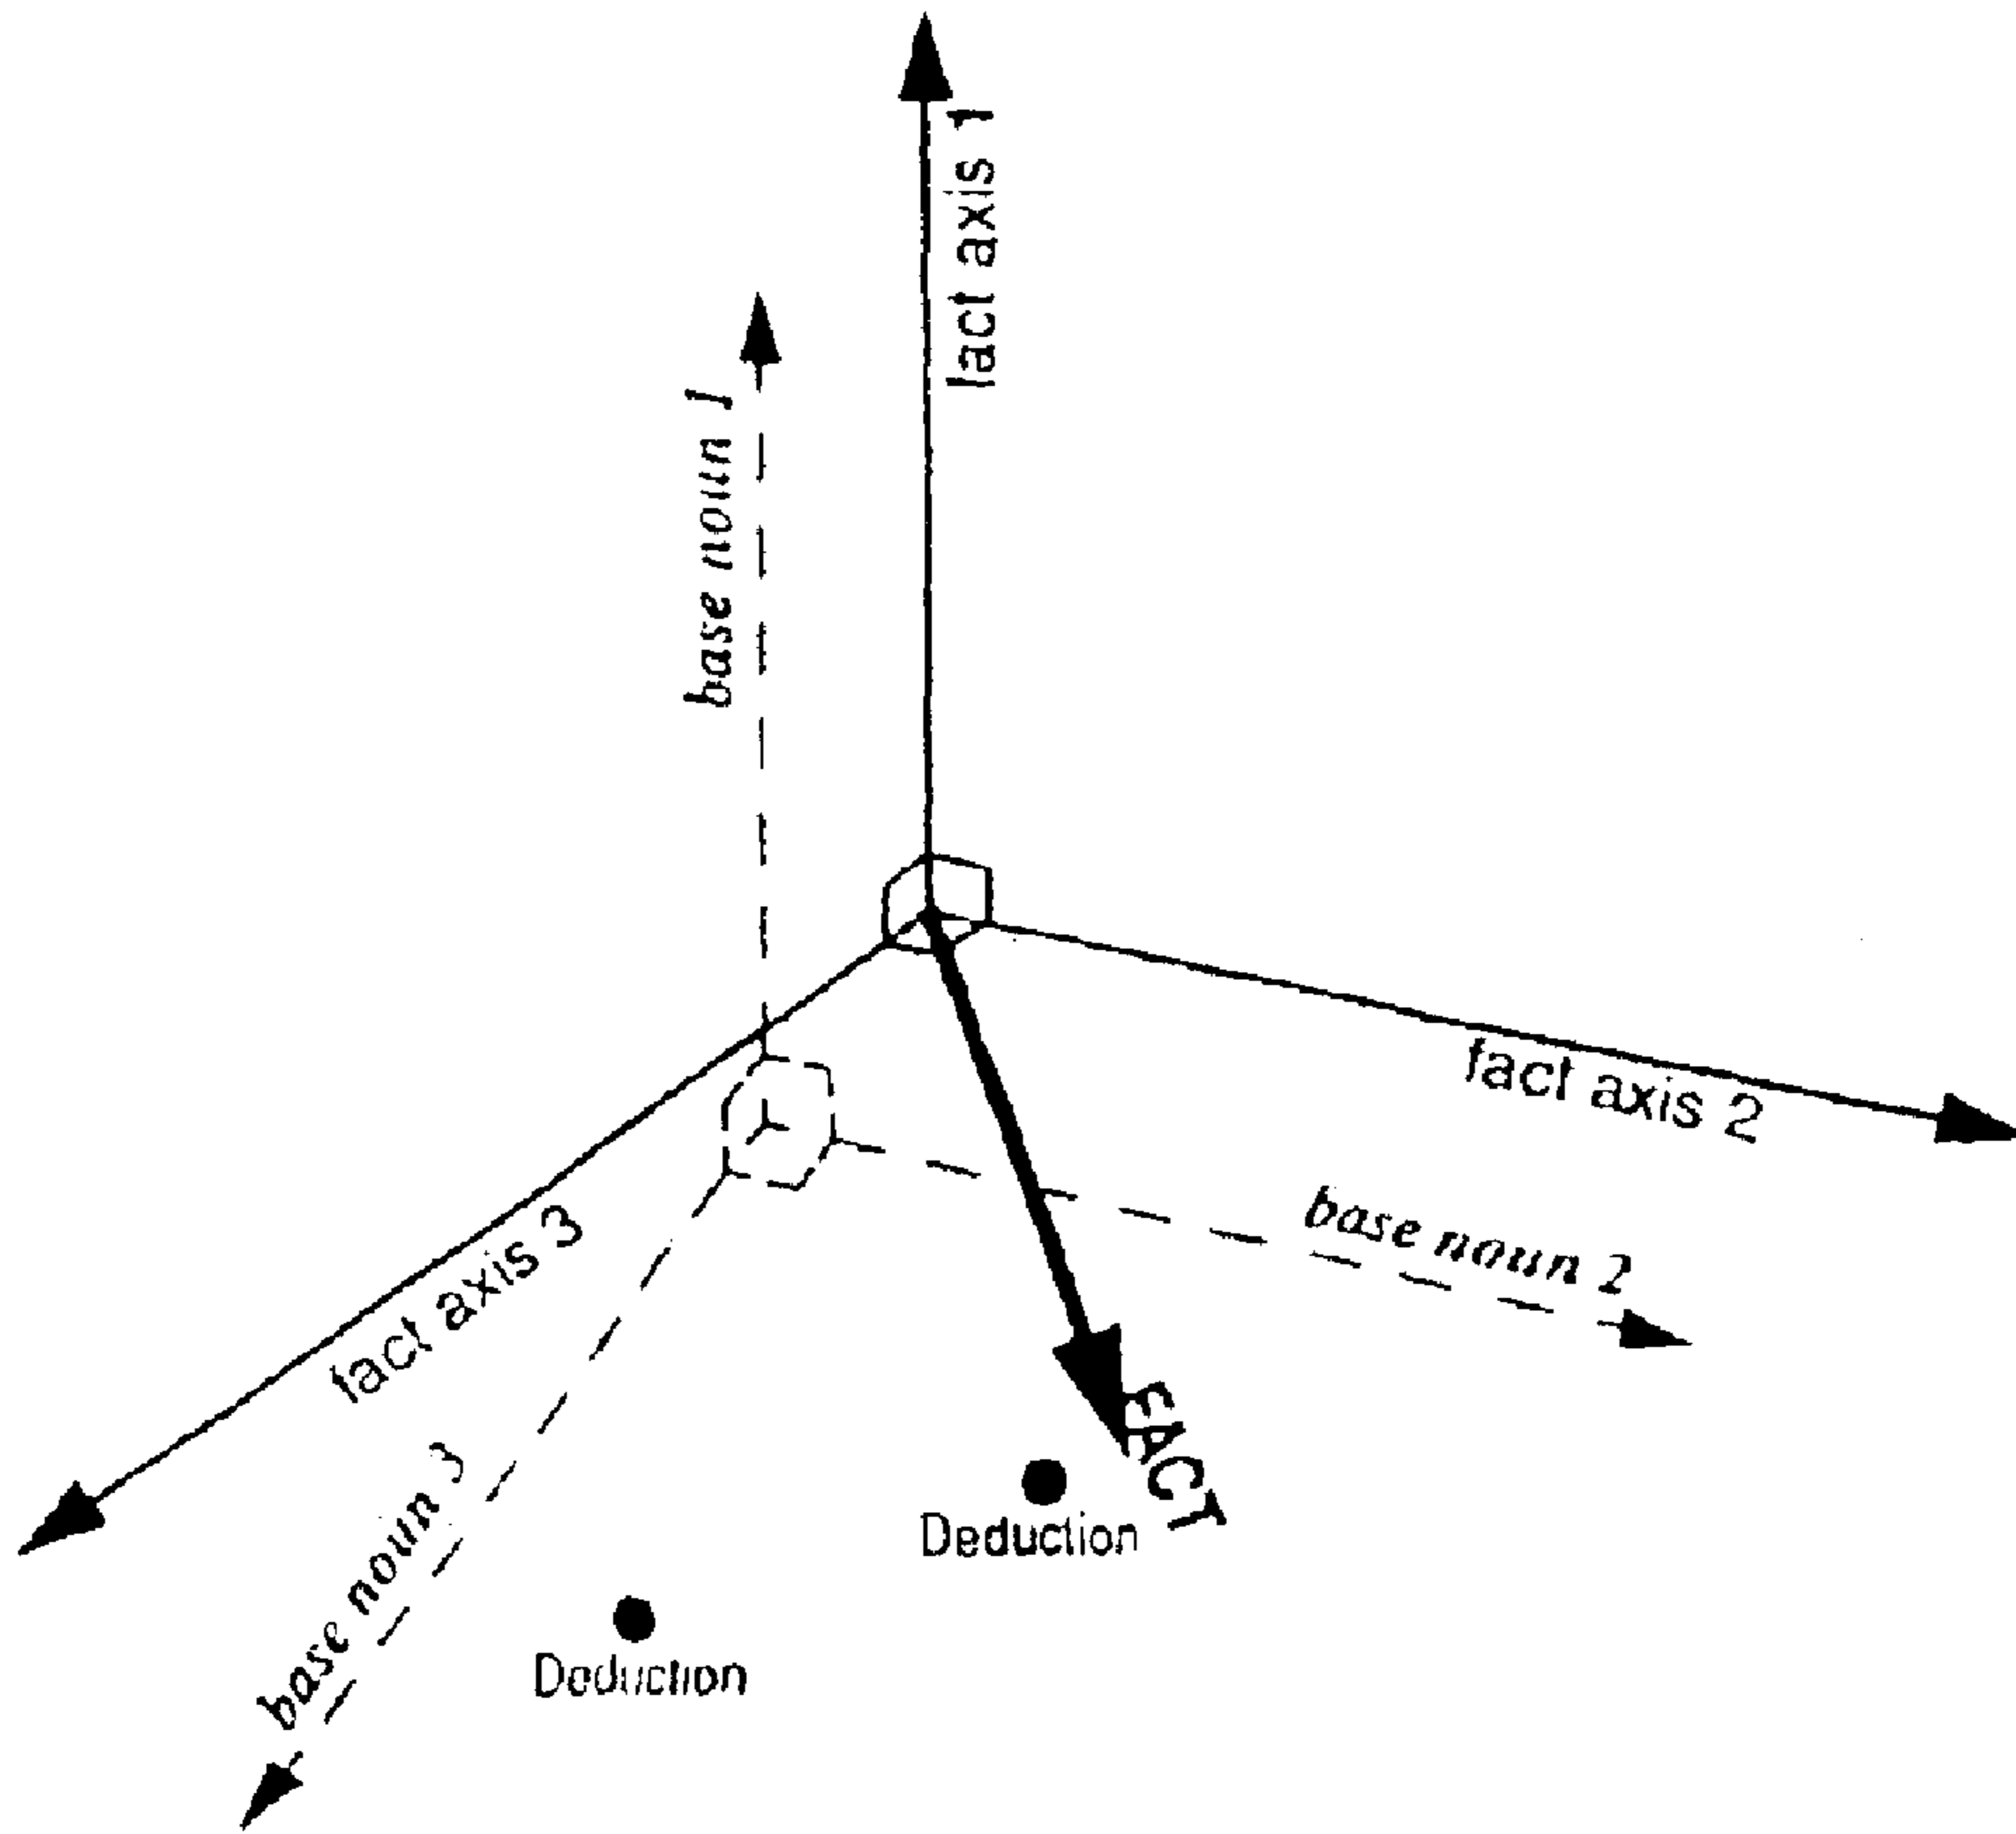 fact axis 1
base noun 1
fact axis 2
base noun 2
fact axis 3
base noun 3
FACT
Deduction
Deduction